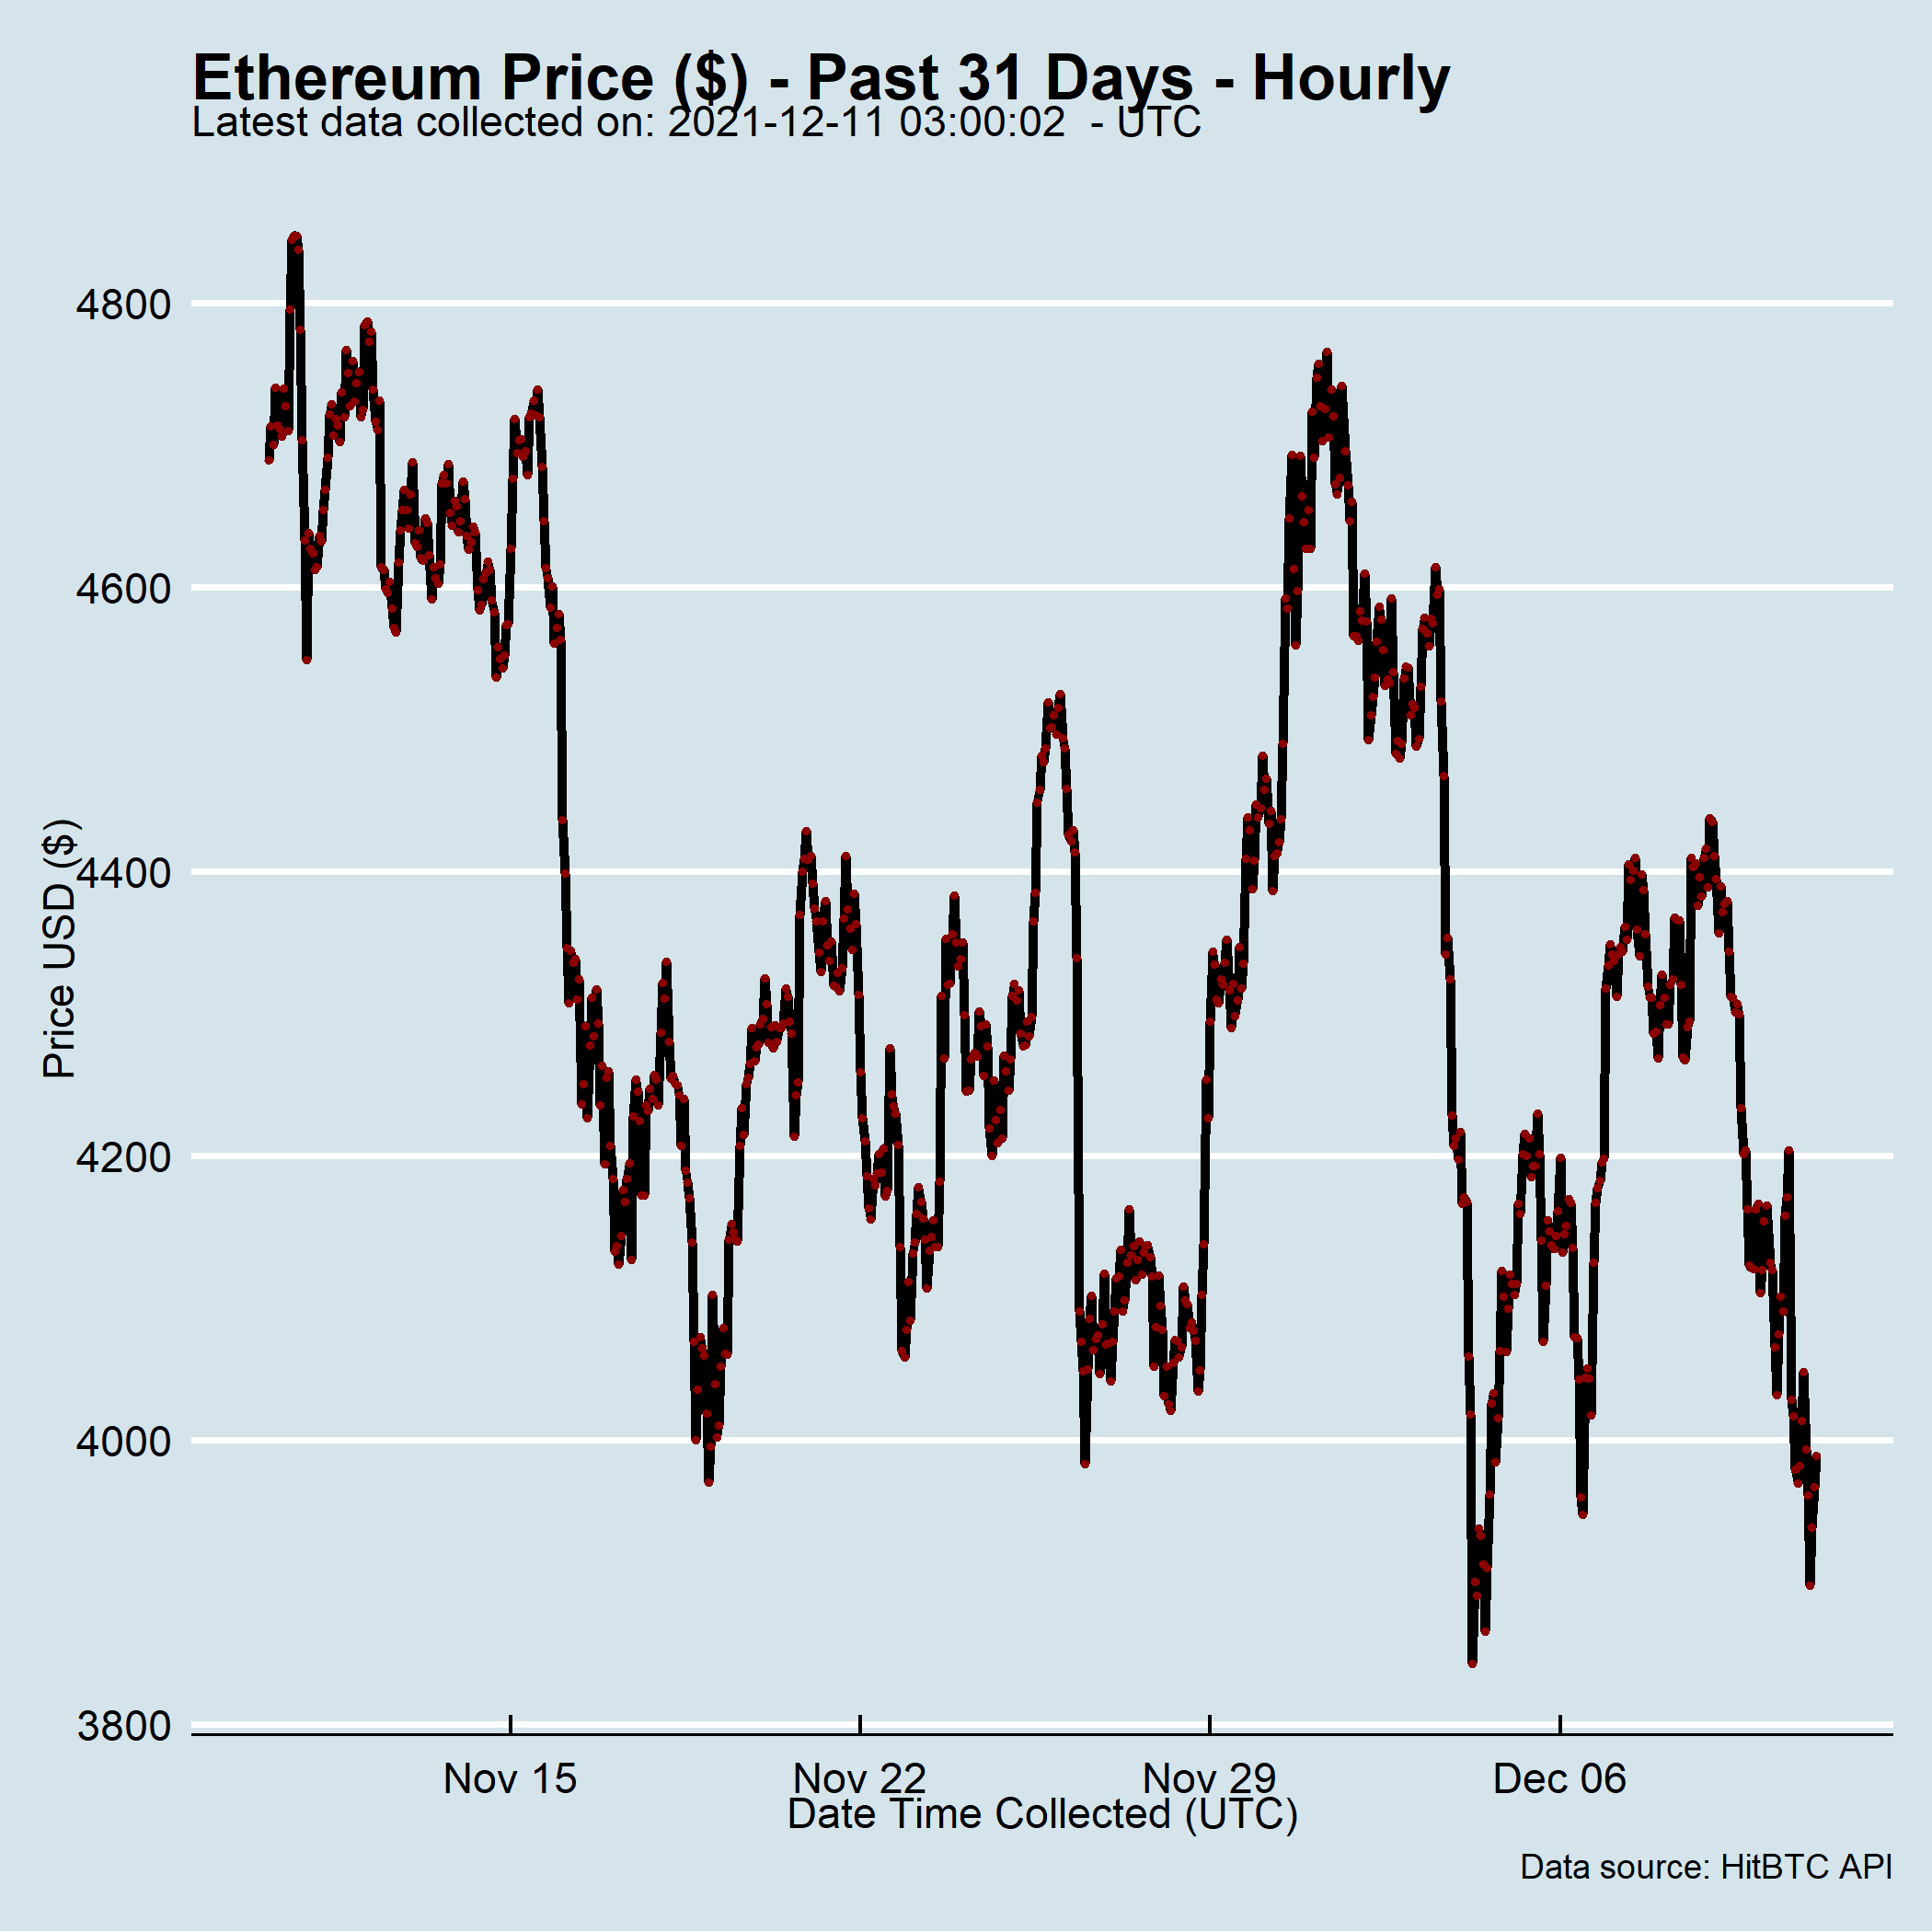 Ethereum Price ($) - Past 31 Days - Hourly
Latest data collected on: 2021-12-11 03:00:02  - UTC
Price USD ($)
4800
4600
4400
4200
4000
3800
Nov 15
Nov 22
Nov 29
Dec 06
Date Time Collected (UTC)
Data source: HitBTC API